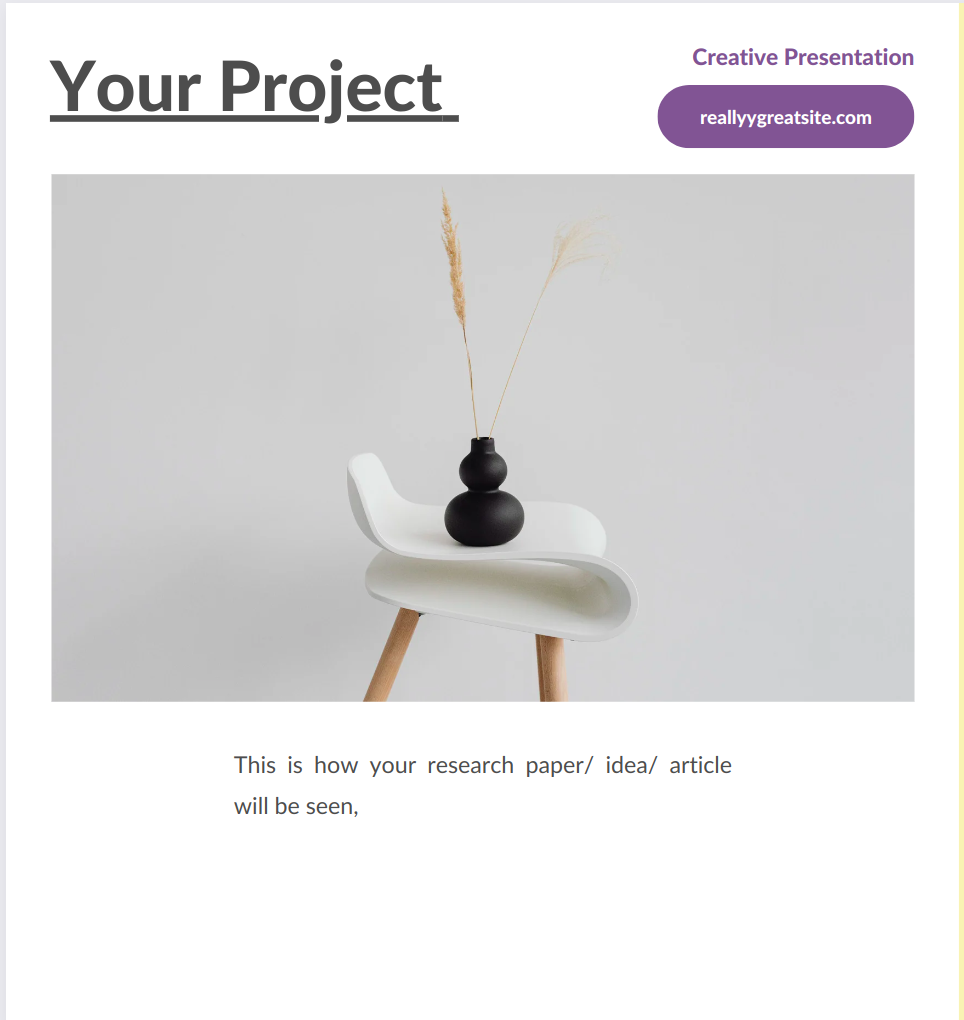 Your Project
Creative Presentation
reallyygreatsite.com
This is how your research paper/ idea/ article
will be seen,